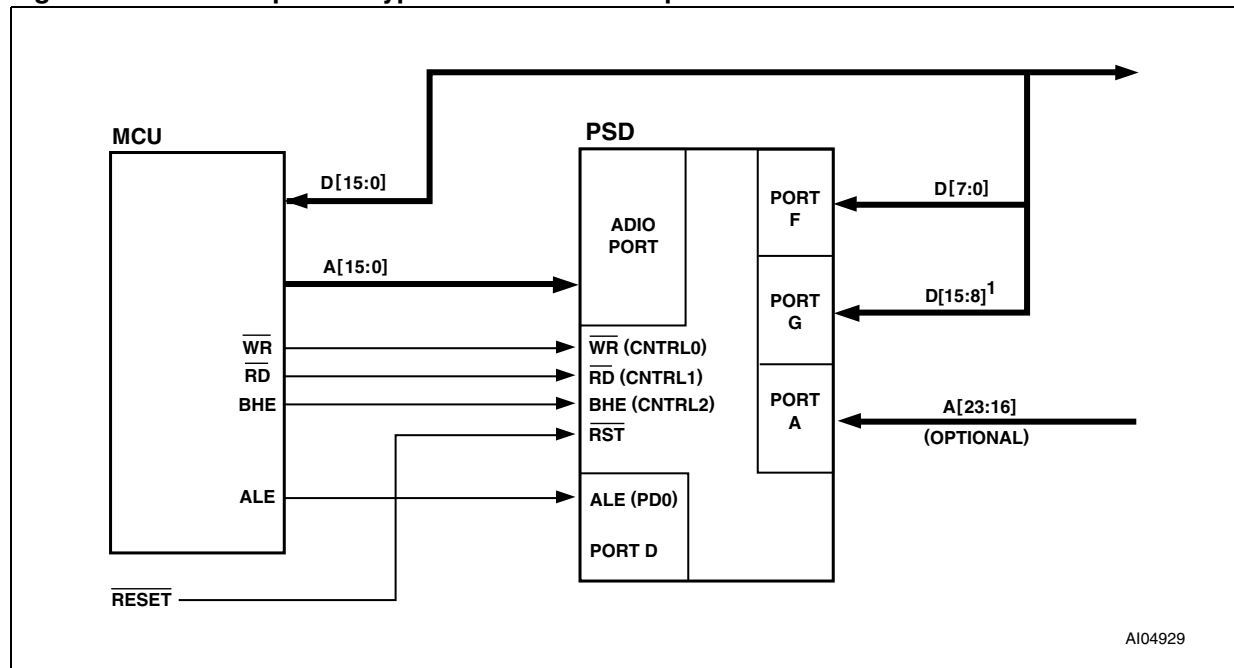 MCU
PSD
D[15:0]
D[7:0]
PORT
F
ADIO
PORT
A[15:0]
D[15:8]1
PORT
G
WR
WR (CNTRL0)
RD
RD (CNTRL1)
BHE
BHE (CNTRL2)
PORT
A
A[23:16]
(OPTIONAL)
RST
ALE
ALE (PD0)
PORT D
RESET
AI04929